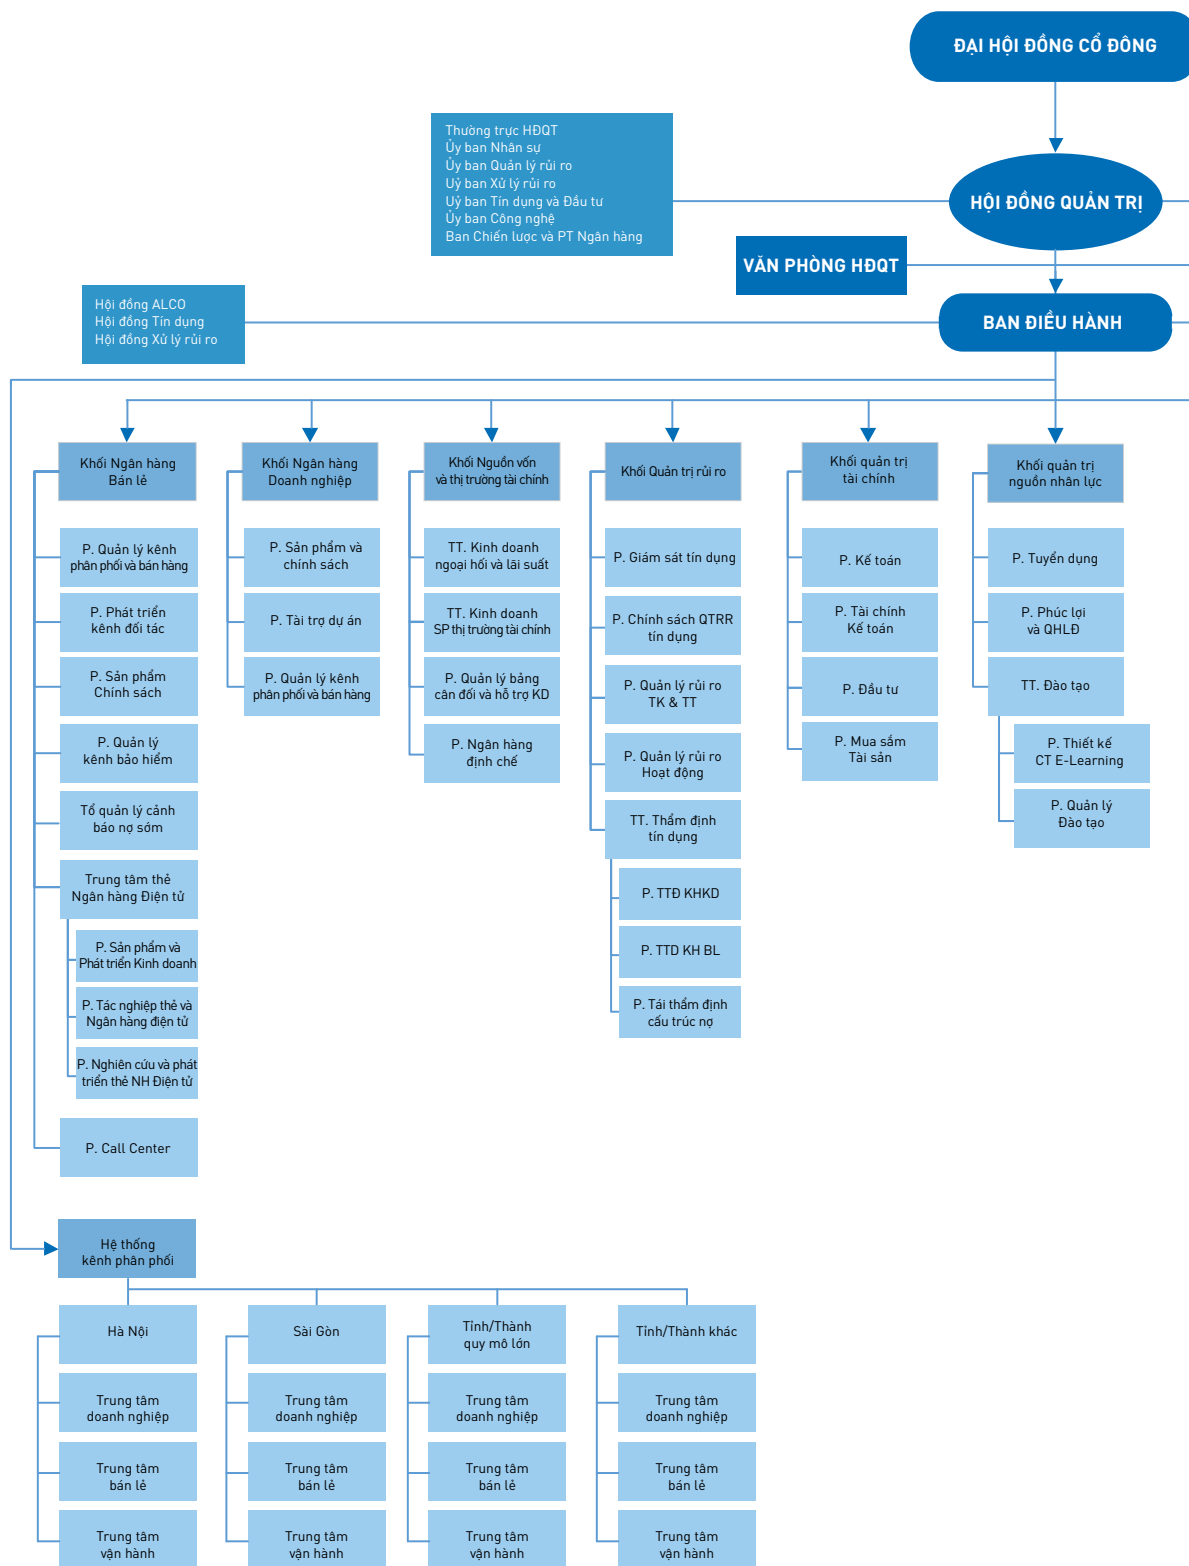 ĐẠI HỘI ĐỒNG CỔ ĐÔNG
Thường trực HĐQT
Ủy ban Nhân sự
Ủy ban Quản lý rủi ro
Uỷ ban Xử lý rủi ro
Uỷ ban Tín dụng và Đầu tư
Ủy ban Công nghệ
Ban Chiến lược và PT Ngân hàng
HỘI ĐỒNG QUẢN TRỊ
VĂN PHÒNG HĐQT
Hội đồng ALCO
Hội đồng Tín dụng
Hội đồng Xử lý rủi ro
BAN ĐIỀU HÀNH
Khối Ngân hàng
Bán lẻ
P. Quản lý kênh
phân phối và bán hàng
P. Phát triển
kênh đối tác
P. Sản phẩm
Chính sách
P. Quản lý
kênh bảo hiểm
Tổ quản lý cảnh
báo nợ sớm
Trung tâm thẻ
Ngân hàng Điện tử
P. Sản phẩm và
Phát triển Kinh doanh
P. Tác nghiệp thẻ và
Ngân hàng điện tử
P. Nghiên cứu và phát
triển thẻ NH Điện tử
P. Call Center
Khối Ngân hàng
Doanh nghiệp
P. Sản phẩm và
chính sách
P. Tài trợ dự án
P. Quản lý kênh
phân phối và bán hàng
Khối Nguồn vốn
và thị trường tài chính
TT. Kinh doanh
ngoại hối và lãi suất
TT. Kinh doanh
SP thị trường tài chính
P. Quản lý bảng
cân đối và hỗ trợ KD
P. Ngân hàng
định chế
Khối Quản trị rủi ro
P. Giám sát tín dụng
P. Chính sách QTRR
tín dụng
P. Quản lý rủi ro
TK & TT
P. Quản lý rủi ro
Hoạt động
TT. Thẩm định
tín dụng
P. TTĐ KHKD
P. TTD KH BL
P. Tái thẩm định
cấu trúc nợ
Khối quản trị
tài chính
P. Kế toán
P. Tài chính
Kế toán
P. Đầu tư
P. Mua sắm
Tài sản
Khối quản trị
nguồn nhân lực
P. Tuyển dụng
P. Phúc lợi
và QHLĐ
TT. Đào tạo
P. Thiết kế
CT E-Learning
P. Quản lý
Đào tạo
Hệ thống
kênh phân phối
Hà Nội
Trung tâm
doanh nghiệp
Trung tâm
bán lẻ
Trung tâm
vận hành
Sài Gòn
Trung tâm
doanh nghiệp
Trung tâm
bán lẻ
Trung tâm
vận hành
Tỉnh/Thành
quy mô lớn
Trung tâm
doanh nghiệp
Trung tâm
bán lẻ
Trung tâm
vận hành
Tỉnh/Thành khác
Trung tâm
doanh nghiệp
Trung tâm
bán lẻ
Trung tâm
vận hành